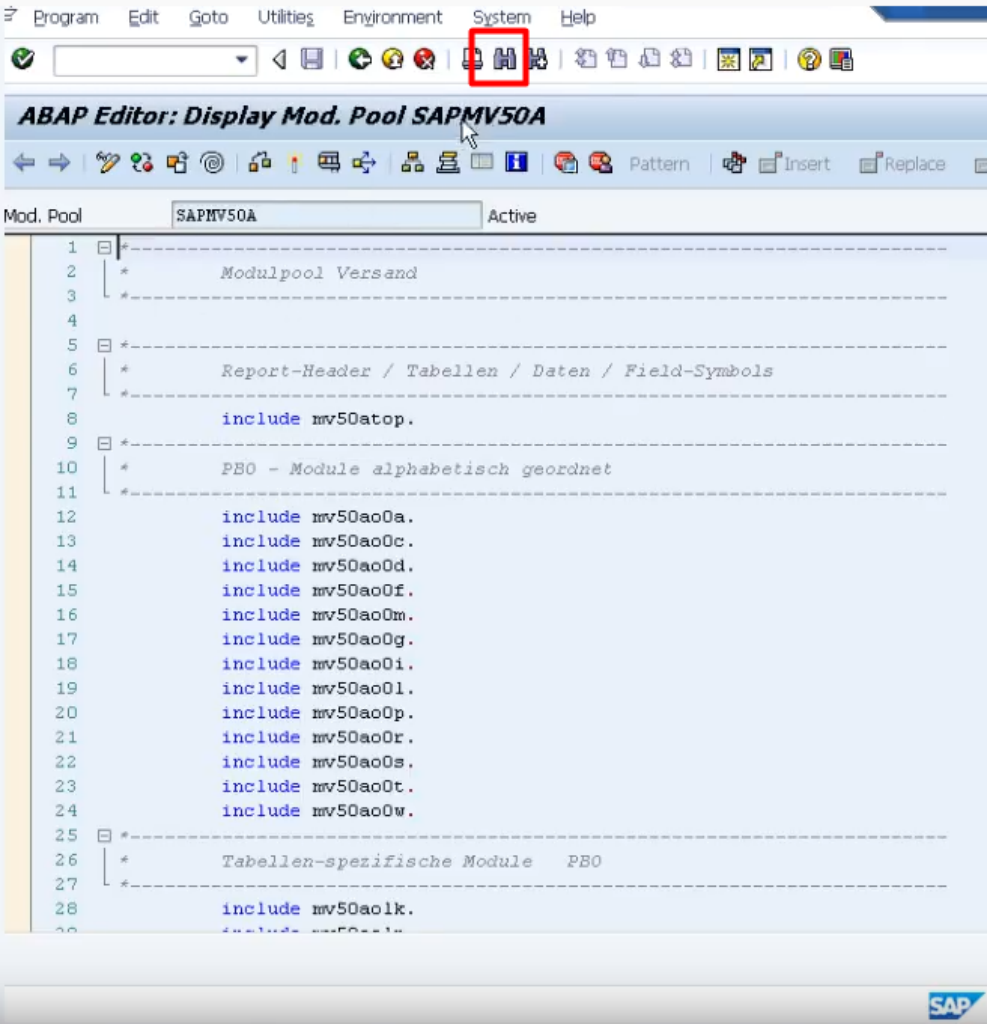 Program Edit Goto Utilities Environment System Help
ABAP Editor: Display Mod. Pool SAPMV50A
Pattern Insert Replace
Mod. Pool SAPMV50A Active
1 *--------------------------------------------------------------------
2 * Modulpool Versand
3 *--------------------------------------------------------------------
4
5 *--------------------------------------------------------------------
6 * Report-Header / Tabellen / Daten / Field-Symbols
7 *--------------------------------------------------------------------
8 include mv50atop.
9 *--------------------------------------------------------------------
10 * PBO - Module alphabetisch geordnet
11 *--------------------------------------------------------------------
12 include mv50ao0a.
13 include mv50ao0c.
14 include mv50ao0d.
15 include mv50ao0f.
16 include mv50ao0m.
17 include mv50ao0g.
18 include mv50ao0i.
19 include mv50ao0l.
20 include mv50ao0p.
21 include mv50ao0r.
22 include mv50ao0s.
23 include mv50ao0t.
24 include mv50ao0w.
25 *--------------------------------------------------------------------
26 * Tabellen-spezifische Module PBO
27 *--------------------------------------------------------------------
28 include mv50aolk.
SAP